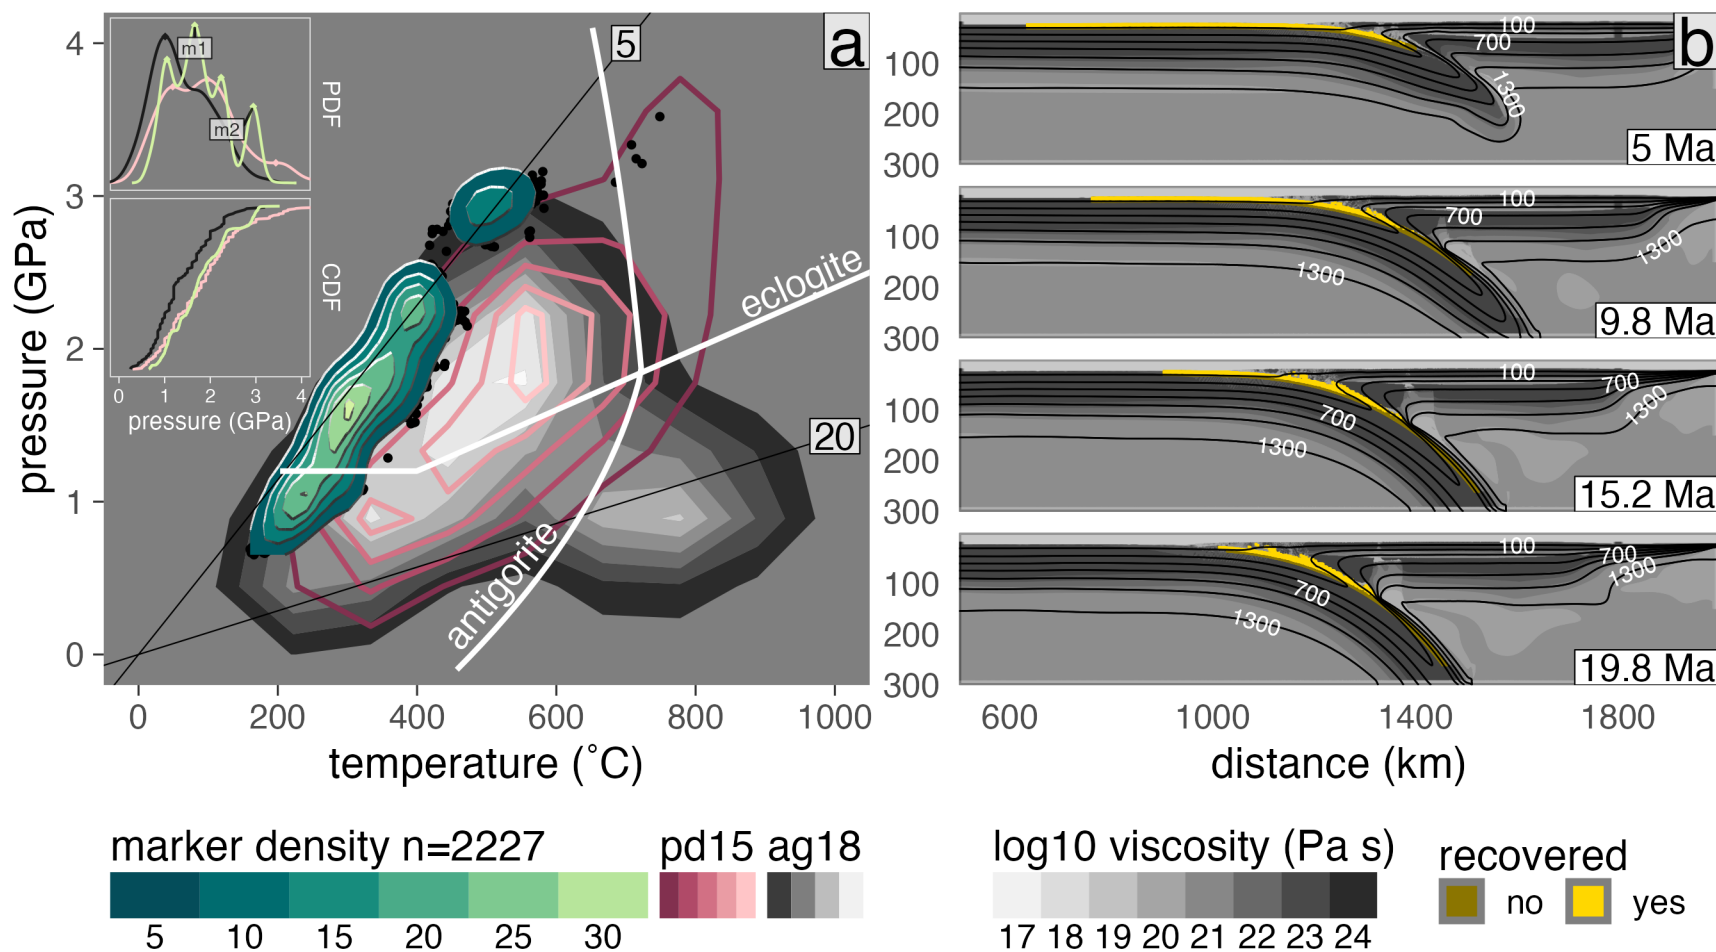 a
4
3
2
1
0
pressure (GPa)
0
200
400
600
800
1000
temperature (˚C)
m1
m2
PDF
CDF
0
1
2
3
4
pressure (GPa)
5
20
eclogite
antigorite
b
100
200
300
100
700
1300
5 Ma
100
200
300
100
700
1300
1300
9.8 Ma
100
200
300
100
700
1300
700
1300
15.2 Ma
100
200
300
100
700
1300
700
1300
19.8 Ma
600
1000
1400
1800
distance (km)
marker density n=2227
5 10 15 20 25 30
pd15
ag18
log10 viscosity (Pa s)
17 18 19 20 21 22 23 24
recovered
no
yes